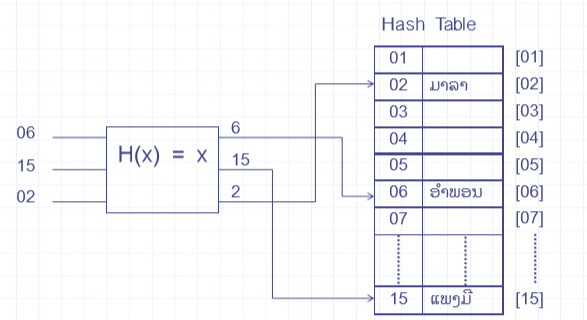 Hash Table
01 [01]
02 ມາລາ [02]
03 [03]
04 [04]
05 [05]
06 ອຳພອນ [06]
07 [07]
15 ແພງມີ [15]
06 6
15 H(x) = x 15
02 2